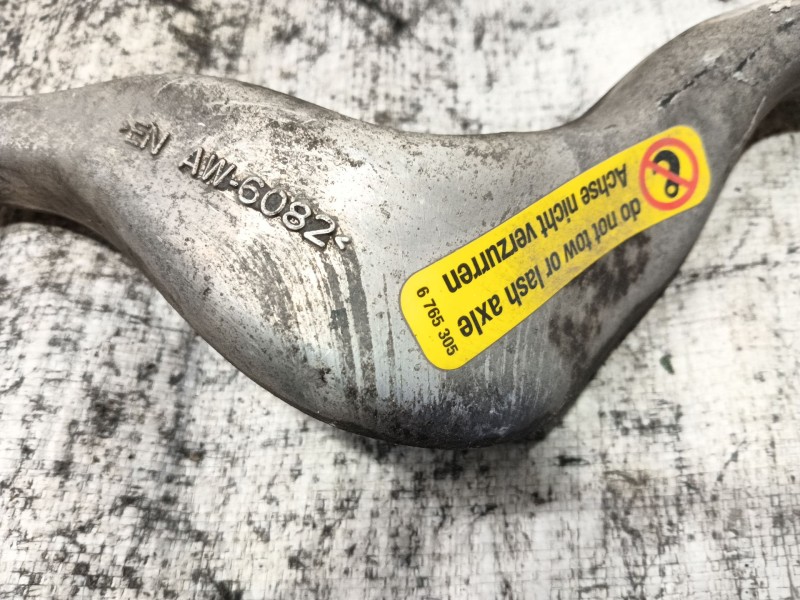 >EN AW-6082<
do not tow or lash axle
Achse nicht verzurren
6 765 305